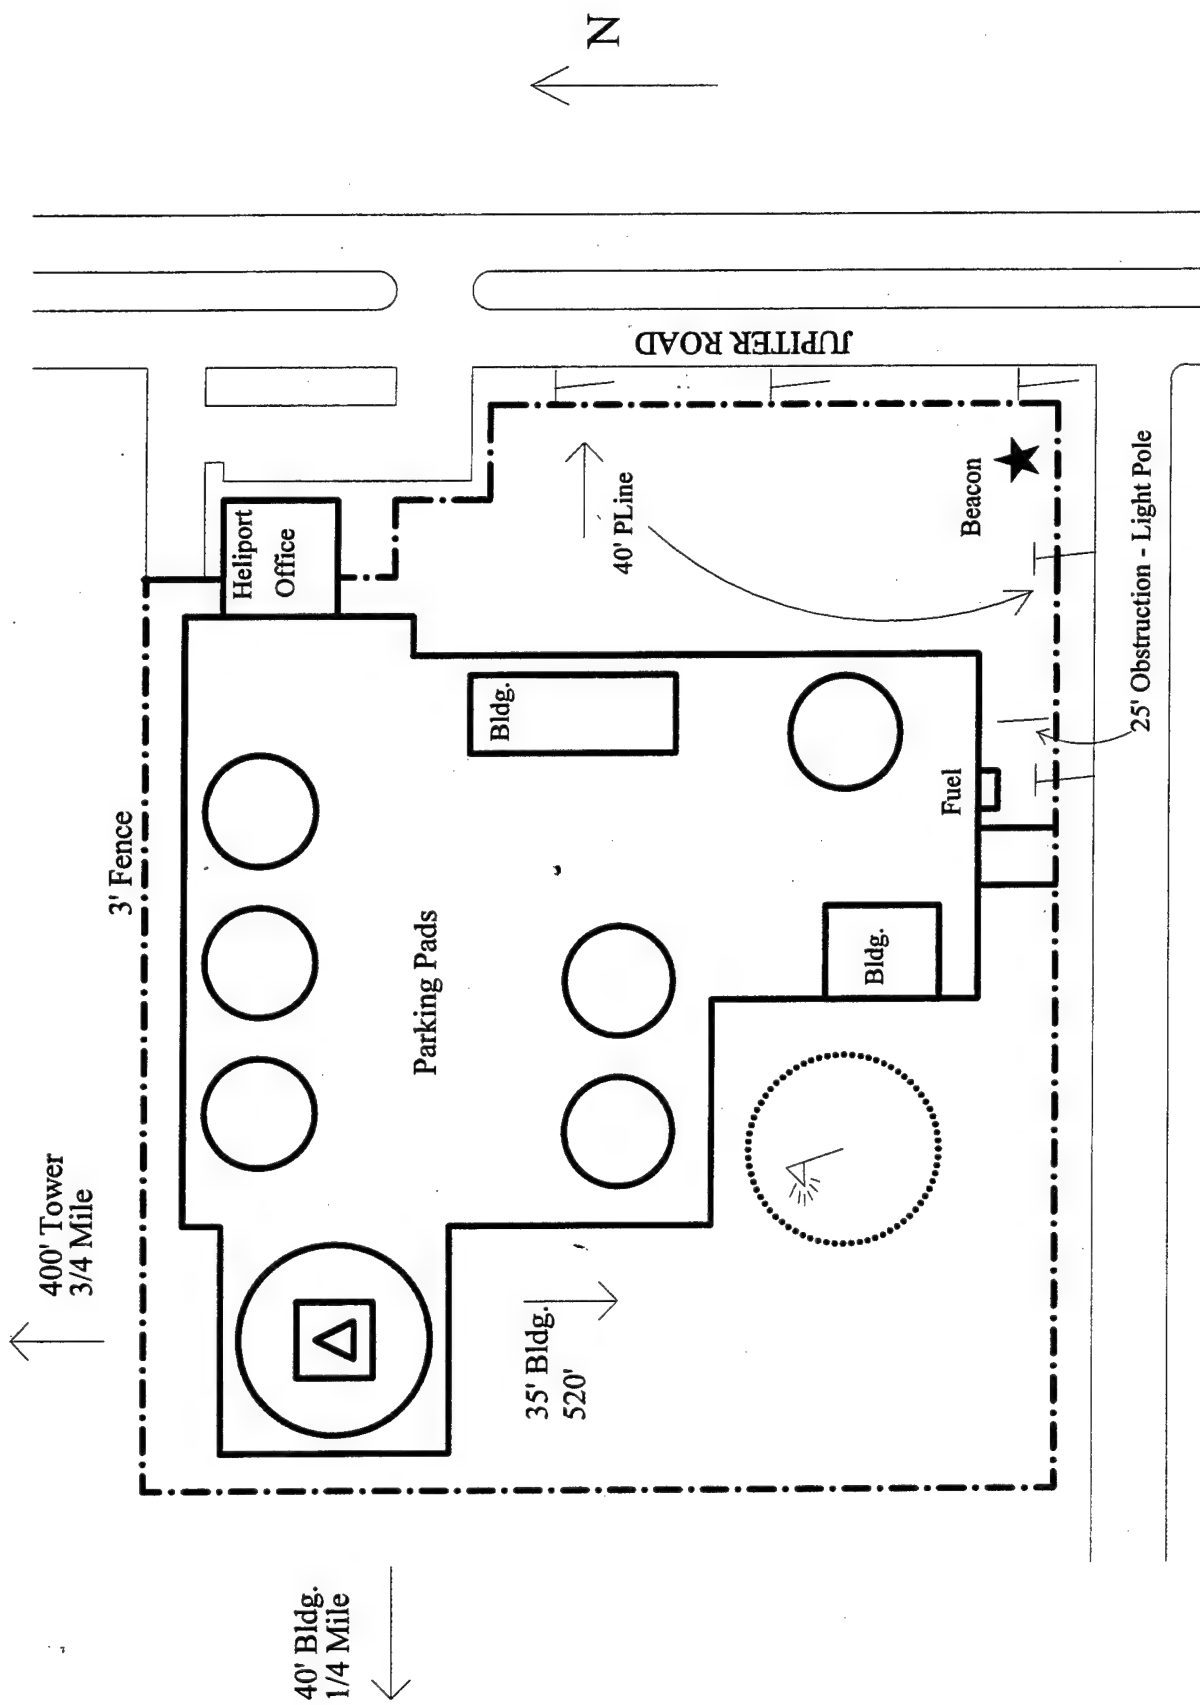 N
JUPITER ROAD
Heliport
Office
3' Fence
400' Tower
3/4 Mile
Parking Pads
Bldg.
40' PLine
Beacon
25' Obstruction - Light Pole
Fuel
Bldg.
35' Bldg.
520'
40' Bldg.
1/4 Mile